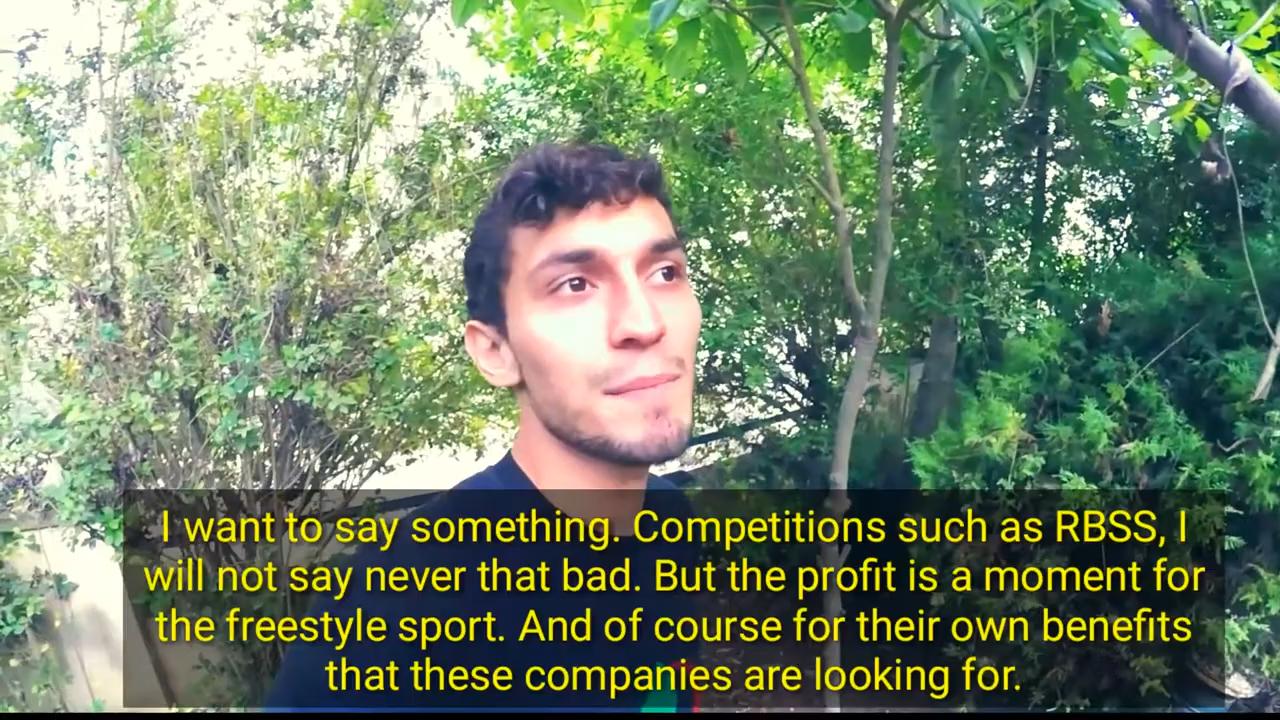 I want to say something. Competitions such as RBSS, I
will not say never that bad. But the profit is a moment for
the freestyle sport. And of course for their own benefits
that these companies are looking for.